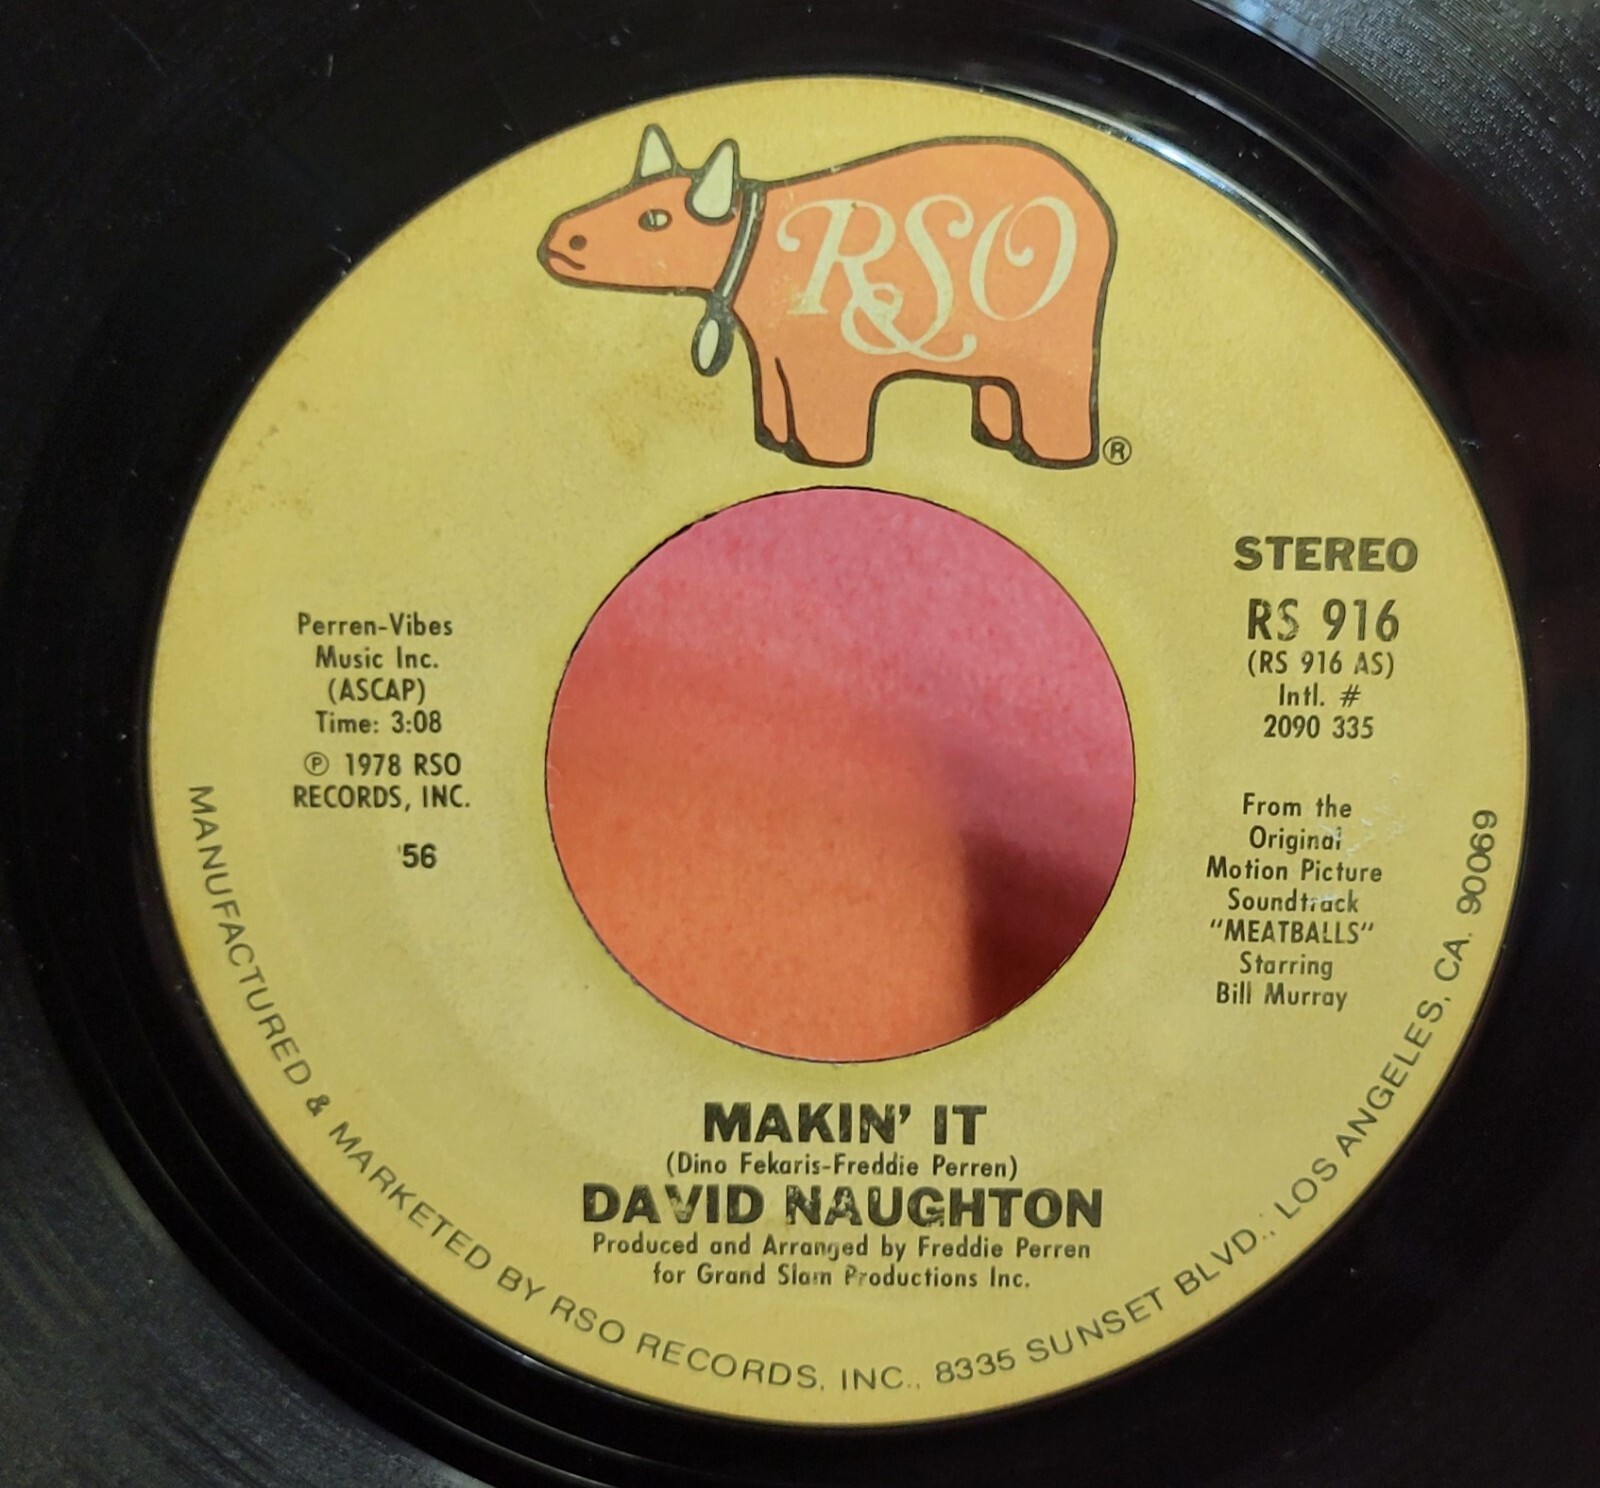 RSO
®
STEREO
RS 916
(RS 916 AS)
Intl. #
2090 335
Perren-Vibes
Music Inc.
(ASCAP)
Time: 3:08
℗ 1978 RSO
RECORDS, INC.
'56
From the
Original
Motion Picture
Soundtrack
"MEATBALLS"
Starring
Bill Murray
MAKIN' IT
(Dino Fekaris-Freddie Perren)
DAVID NAUGHTON
Produced and Arranged by Freddie Perren
for Grand Slam Productions Inc.
MANUFACTURED & MARKETED BY RSO RECORDS, INC., 8335 SUNSET BLVD., LOS ANGELES, CA. 90069